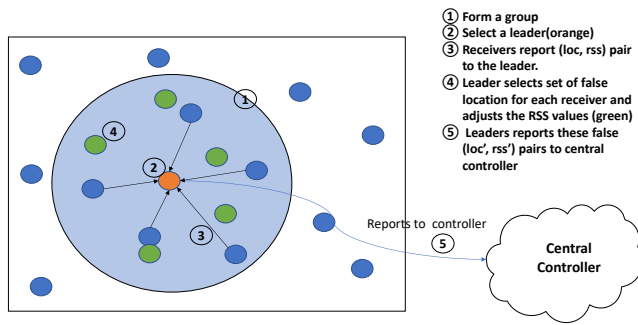 1 Form a group
2 Select a leader(orange)
3 Receivers report (loc, rss) pair
to the leader.
4 Leader selects set of false
location for each receiver and
adjusts the RSS values (green)
5 Leaders reports these false
(loc', rss') pairs to central
controller
1
4
2
3
Reports to controller
5
Central
Controller